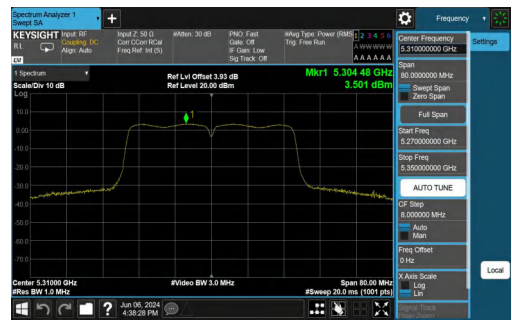 Spectrum Analyzer 1
Swept SA
Frequency
KEYSIGHT
RL
LV
Input: RF
Coupling: DC
Align: Auto
Input Z: 50 Ω
Corr CCorr RCal
Freq Ref: Int (S)
#Atten: 30 dB
PNO: Fast
Gate: Off
IF Gain: Low
Sig Track: Off
#Avg Type: Power (RMS
Trig: Free Run
1 2 3 4 5 6
A W W W W W
A A A A A A
1 Spectrum
Scale/Div 10 dB
Log
Ref Lvl Offset 3.93 dB
Ref Level 20.00 dBm
Mkr1 5.304 48 GHz
3.501 dBm
1
10.0
0.00
-10.0
-20.0
-30.0
-40.0
-50.0
-60.0
-70.0
Center 5.31000 GHz
#Res BW 1.0 MHz
#Video BW 3.0 MHz
Span 80.00 MHz
#Sweep 20.0 ms (1001 pts)
Center Frequency
5.310000000 GHz
Settings
Span
80.0000000 MHz
Swept Span
Zero Span
Full Span
Start Freq
5.270000000 GHz
Stop Freq
5.350000000 GHz
AUTO TUNE
CF Step
8.000000 MHz
Auto
Man
Freq Offset
0 Hz
X Axis Scale
Log
Lin
Local
Signal Track
(Span Zoom)
?
Jun 06, 2024
4:38:28 PM